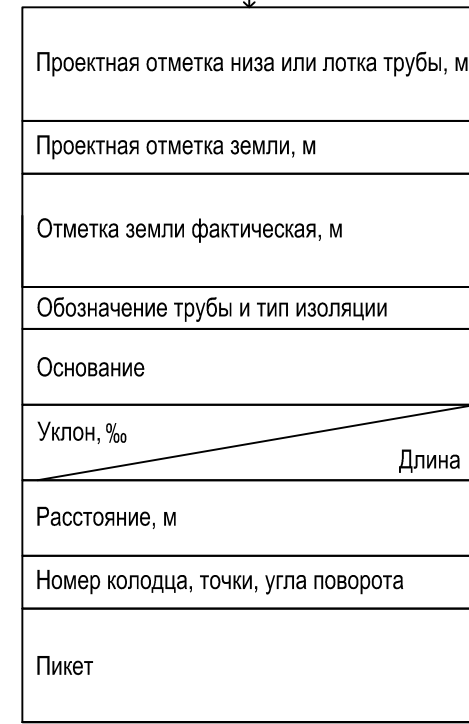 Проектная отметка низа или лотка трубы, м
Проектная отметка земли, м
Отметка земли фактическая, м
Обозначение трубы и тип изоляции
Основание
Уклон, ‰
Длина
Расстояние, м
Номер колодца, точки, угла поворота
Пикет